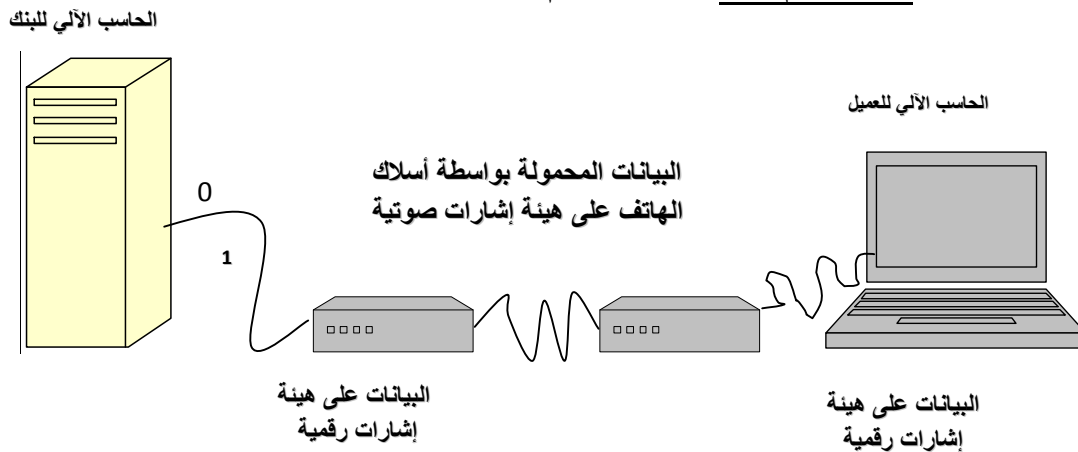 الحاسب الآلي للبنك
الحاسب الآلي للعميل
البيانات المحمولة بواسطة أسلاك
الهاتف على هيئة إشارات صوتية
0
1
البيانات على هيئة
إشارات رقمية
البيانات على هيئة
إشارات رقمية